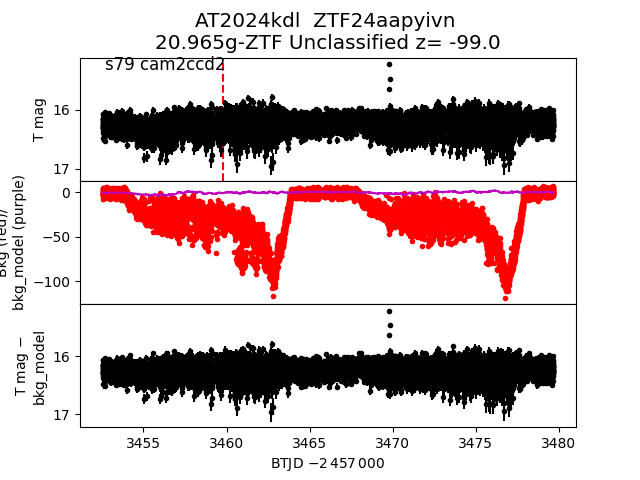 AT2024kdl  ZTF24aapyivn
20.965g-ZTF Unclassified z= -99.0
s79 cam2ccd2
T mag
16
17
Bkg (red)/
bkg_model (purple)
0
−50
−100
T mag −
bkg_model
16
17
3455 3460 3465 3470 3475 3480
BTJD −2 457 000